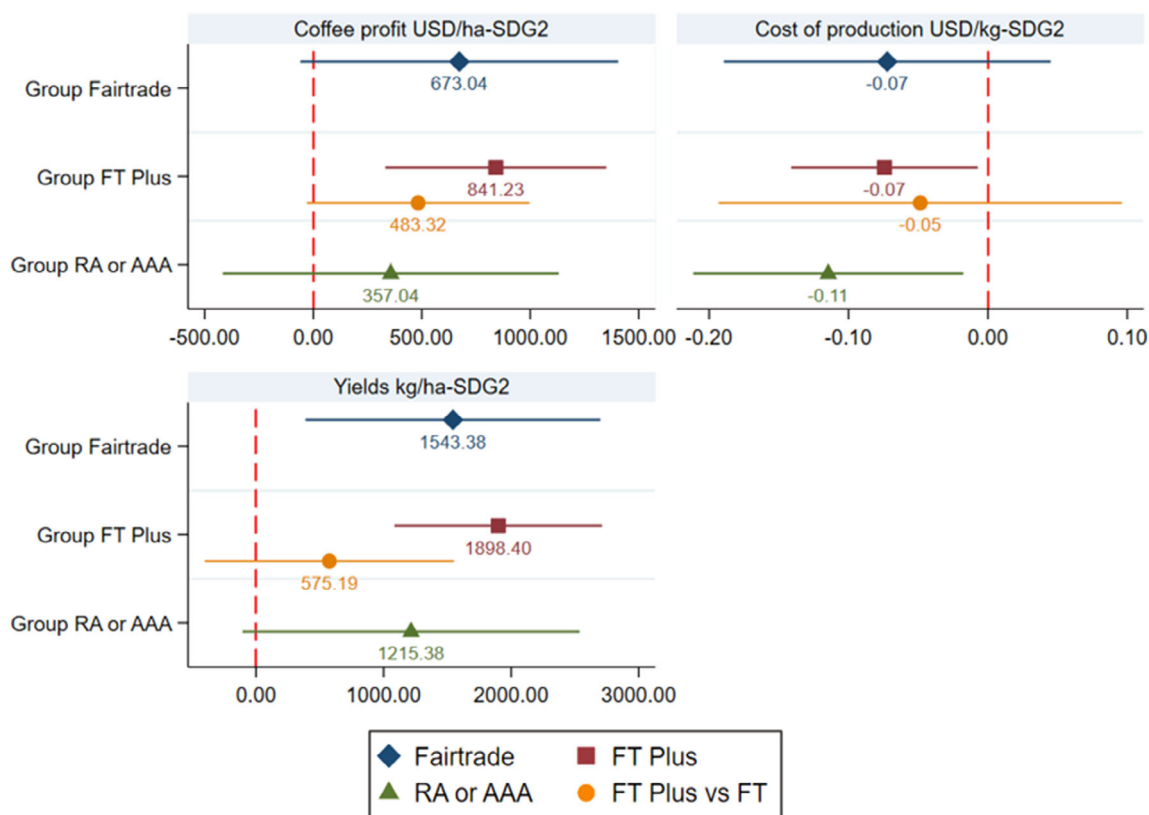 Coffee profit USD/ha-SDG2
Group Fairtrade
673.04
Group FT Plus
841.23
483.32
Group RA or AAA
357.04
-500.00 0.00 500.00 1000.00 1500.00
Cost of production USD/kg-SDG2
-0.07
-0.07
-0.05
-0.11
-0.20 -0.10 0.00 0.10
Yields kg/ha-SDG2
Group Fairtrade
1543.38
Group FT Plus
1898.40
575.19
Group RA or AAA
1215.38
0.00 1000.00 2000.00 3000.00
Fairtrade FT Plus
RA or AAA FT Plus vs FT